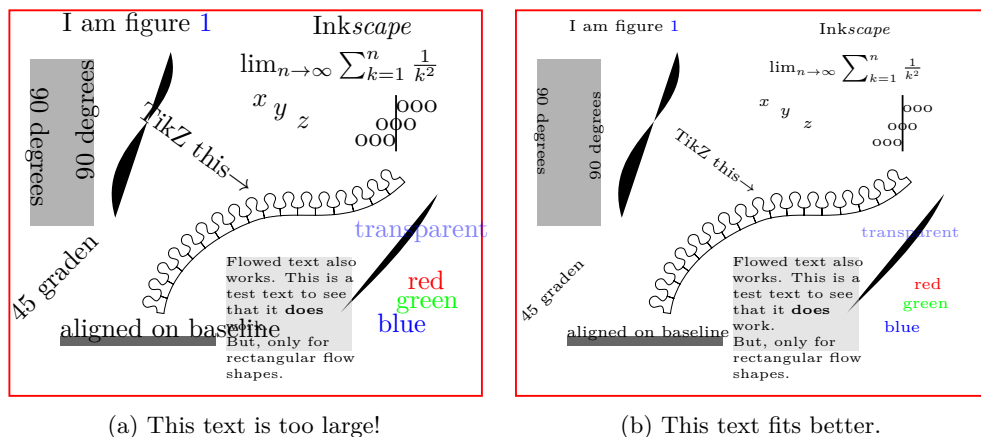 I am figure 1
Inkscape
lim_{n→∞} ∑_{k=1}^{n} 1/k²
90 degrees
90 degrees
x y z
ooo
ooo
ooo
TikZ this→
transparent
45 graden
Flowed text also
works. This is a
test text to see
that it does
work.
But, only for
rectangular flow
shapes.
red
green
blue
aligned on baseline
(a) This text is too large!
I am figure 1
Inkscape
lim_{n→∞} ∑_{k=1}^{n} 1/k²
90 degrees
90 degrees
x y z
ooo
ooo
ooo
TikZ this→
transparent
45 graden
Flowed text also
works. This is a
test text to see
that it does
work.
But, only for
rectangular flow
shapes.
red
green
blue
aligned on baseline
(b) This text fits better.